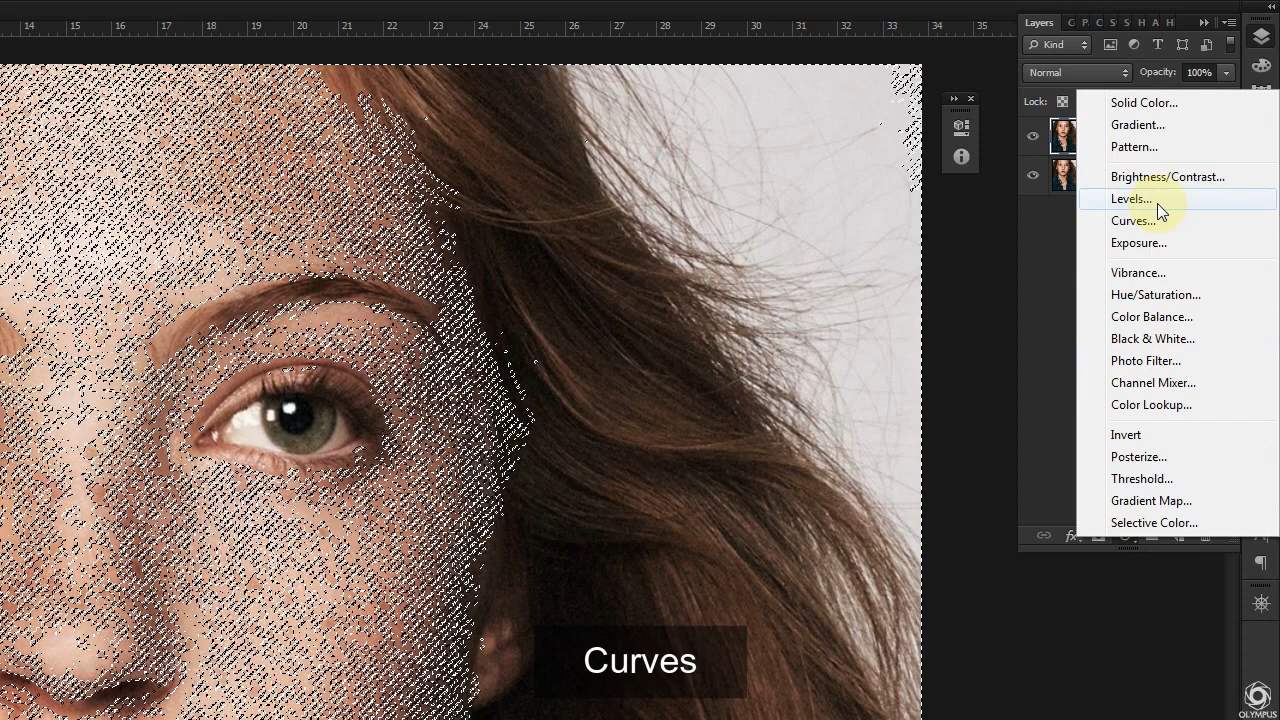 14 15 16 17 18 19 20 21 22 23 24 25 26 27 28 29 30 31 32 33 34 35
Layers C P C S S H A H
Kind T
Normal Opacity: 100%
Lock:
Solid Color...
Gradient...
Pattern...
Brightness/Contrast...
Levels...
Curves...
Exposure...
Vibrance...
Hue/Saturation...
Color Balance...
Black & White...
Photo Filter...
Channel Mixer...
Color Lookup...
Invert
Posterize...
Threshold...
Gradient Map...
Selective Color...
fx
Curves
OLYMPUS